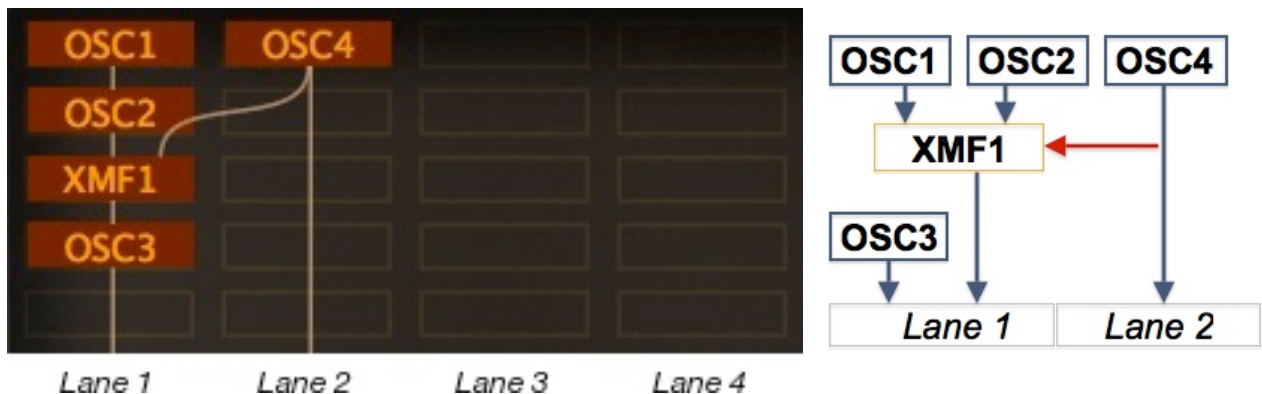 OSC1 OSC4
OSC2
XMF1
OSC3
Lane 1 Lane 2 Lane 3 Lane 4
OSC1 OSC2 OSC4
XMF1
OSC3
Lane 1 Lane 2